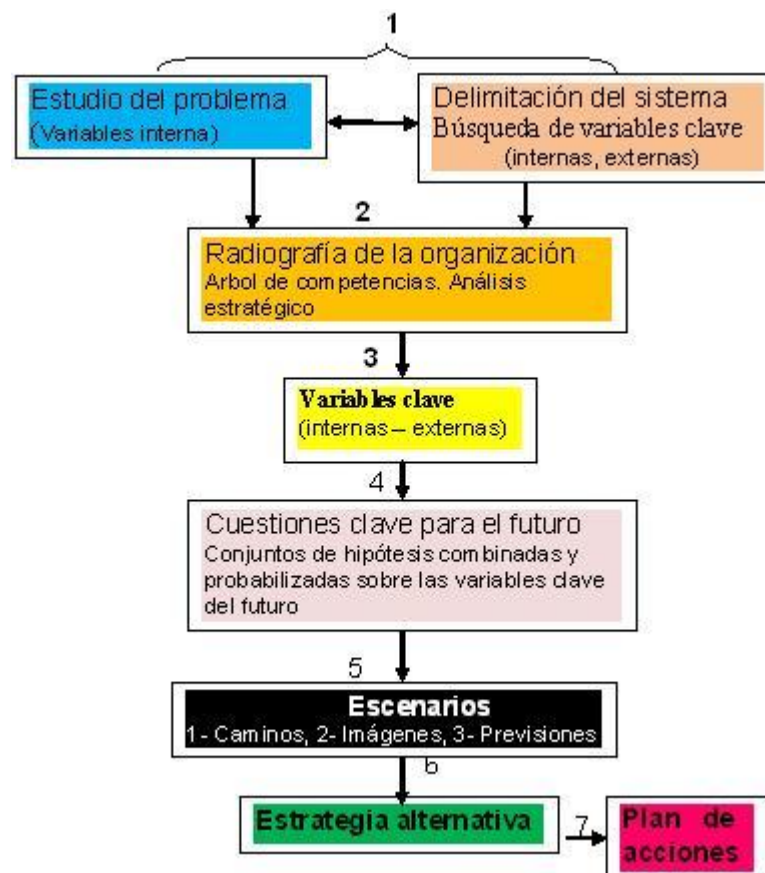 1
Estudio del problema
(Variables interna)
Delimitación del sistema
Búsqueda de variables clave
(internas, externas)
2
Radiografía de la organización
Arbol de competencias. Análisis
estratégico
3
Variables clave
(internas – externas)
4
Cuestiones clave para el futuro
Conjuntos de hipótesis combinadas y
probabilizadas sobre las variables clave
del futuro
5
Escenarios
1- Caminos, 2- Imágenes, 3- Previsiones
6
Estrategia alternativa
7
Plan de
acciones